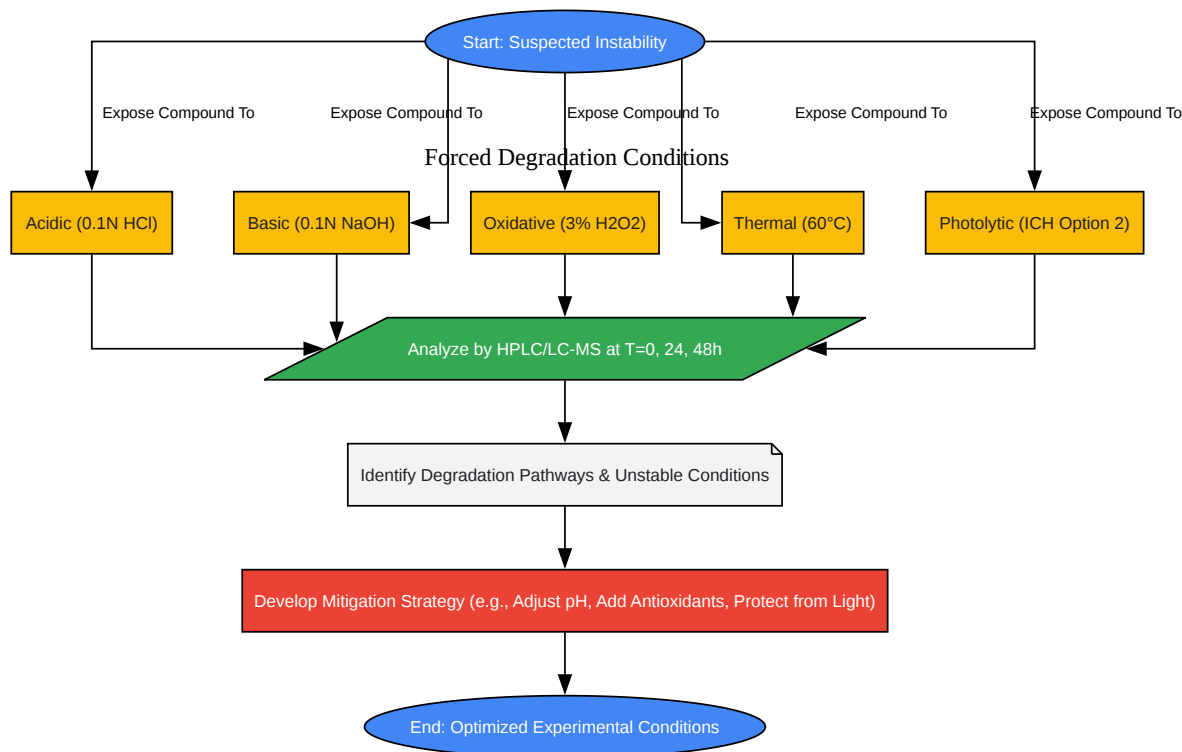 Start: Suspected Instability
Expose Compound To
Expose Compound To
Expose Compound To
Expose Compound To
Expose Compound To
Forced Degradation Conditions
Acidic (0.1N HCl)
Basic (0.1N NaOH)
Oxidative (3% H2O2)
Thermal (60°C)
Photolytic (ICH Option 2)
Analyze by HPLC/LC-MS at T=0, 24, 48h
Identify Degradation Pathways & Unstable Conditions
Develop Mitigation Strategy (e.g., Adjust pH, Add Antioxidants, Protect from Light)
End: Optimized Experimental Conditions